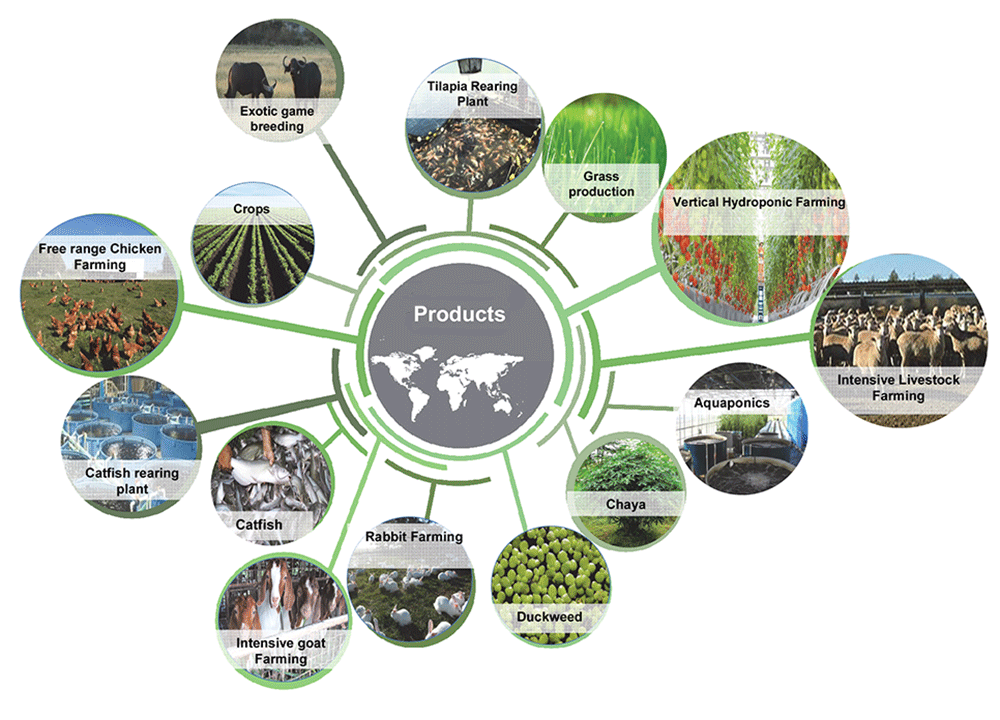 Exotic game
breeding
Tilapia Rearing
Plant
Grass
production
Vertical Hydroponic Farming
Crops
Free range Chicken
Farming
Products
Intensive Livestock
Farming
Aquaponics
Catfish rearing
plant
Catfish
Chaya
Rabbit Farming
Duckweed
Intensive goat
Farming